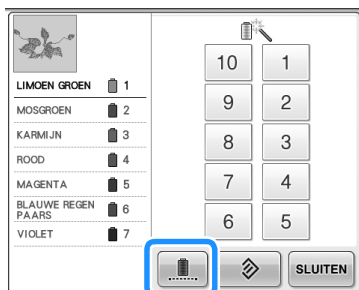 LIMOEN GROEN 1
MOSGROEN 2
KARMIJN 3
ROOD 4
MAGENTA 5
BLAUWE REGEN
PAARS 6
VIOLET 7
10 1
9 2
8 3
7 4
6 5
SLUITEN